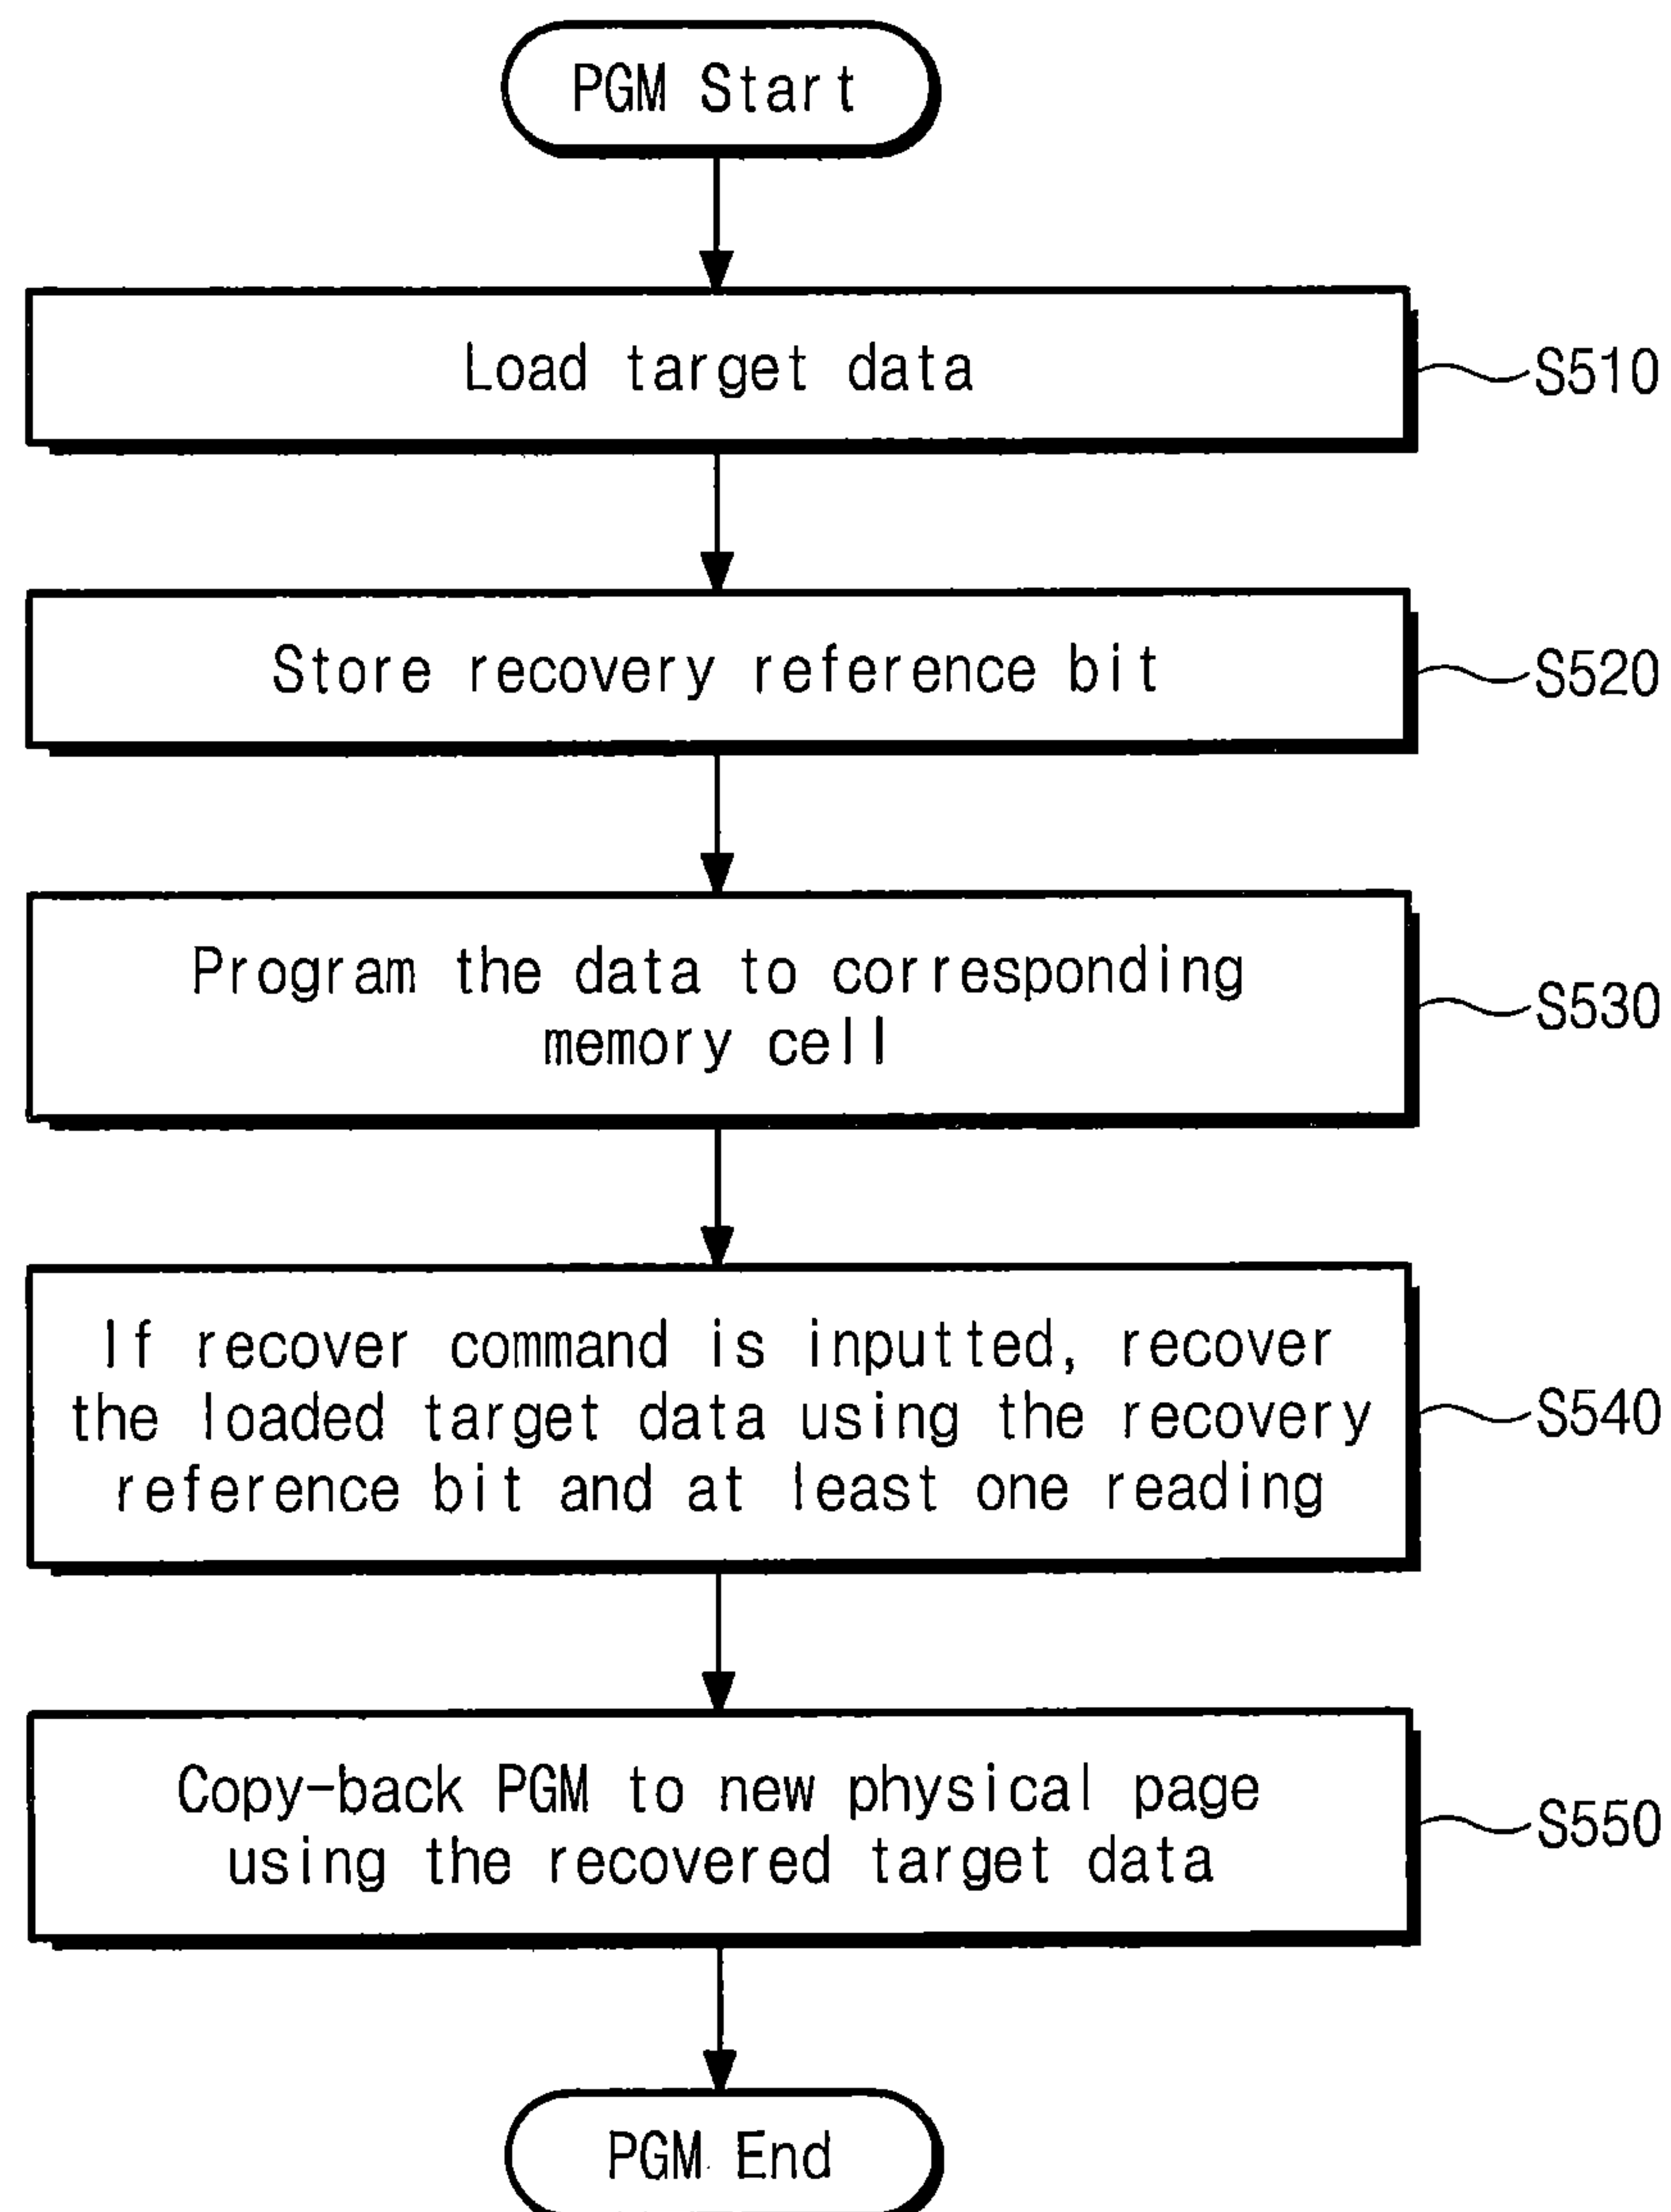 PGM Start
Load target data
S510
Store recovery reference bit
S520
Program the data to corresponding
memory cell
S530
If recover command is inputted, recover
the loaded target data using the recovery
reference bit and at least one reading
S540
Copy-back PGM to new physical page
using the recovered target data
S550
PGM End